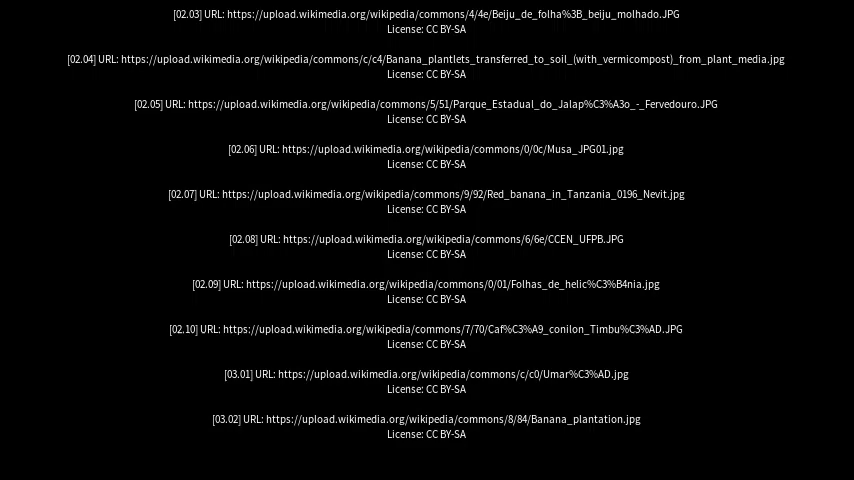 [02.03] URL: https://upload.wikimedia.org/wikipedia/commons/4/4e/Beiju_de_folha%3B_beiju_molhado.JPG
License: CC BY-SA
[02.04] URL: https://upload.wikimedia.org/wikipedia/commons/c/c4/Banana_plantlets_transferred_to_soil_(with_vermicompost)_from_plant_media.jpg
License: CC BY-SA
[02.05] URL: https://upload.wikimedia.org/wikipedia/commons/5/51/Parque_Estadual_do_Jalap%C3%A3o_-_Fervedouro.JPG
License: CC BY-SA
[02.06] URL: https://upload.wikimedia.org/wikipedia/commons/0/0c/Musa_JPG01.jpg
License: CC BY-SA
[02.07] URL: https://upload.wikimedia.org/wikipedia/commons/9/92/Red_banana_in_Tanzania_0196_Nevit.jpg
License: CC BY-SA
[02.08] URL: https://upload.wikimedia.org/wikipedia/commons/6/6e/CCEN_UFPB.JPG
License: CC BY-SA
[02.09] URL: https://upload.wikimedia.org/wikipedia/commons/0/01/Folhas_de_helic%C3%B4nia.jpg
License: CC BY-SA
[02.10] URL: https://upload.wikimedia.org/wikipedia/commons/7/70/Caf%C3%A9_conilon_Timbu%C3%AD.JPG
License: CC BY-SA
[03.01] URL: https://upload.wikimedia.org/wikipedia/commons/c/c0/Umar%C3%AD.jpg
License: CC BY-SA
[03.02] URL: https://upload.wikimedia.org/wikipedia/commons/8/84/Banana_plantation.jpg
License: CC BY-SA